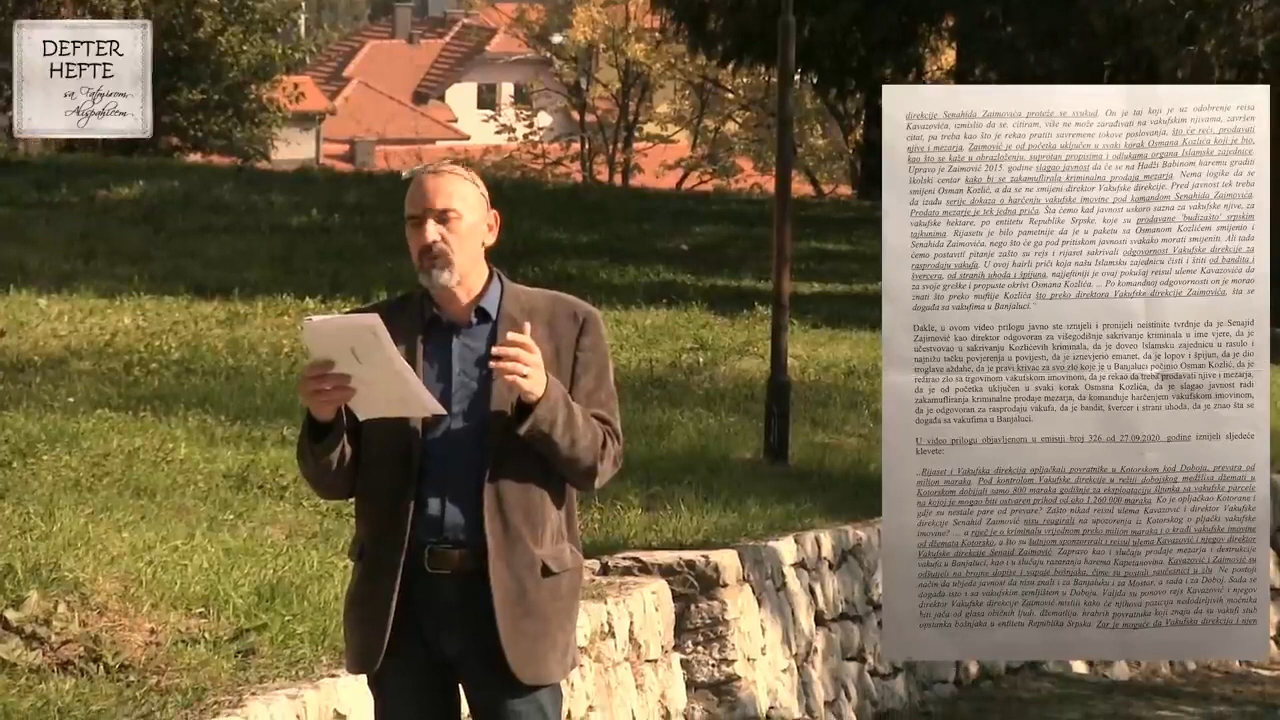 DEFTER
HEFTE
sa Fatmirom
Alispahićem
direkcije Senahida Zaimovića proteže se svukud. On je taj koji je uz odobrenje reisa
Kavazovića, izmislio da se, citiram, više ne može zarađivati na vakufskim njivama, završen
citat, pa treba kao što je rekao pratiti savremene tokove poslovanja, što će reći, prodavati
njive i mezarja. Zaimović je od početka uključen u svaki korak Osmana Kozlića koji je bio,
kao što se kaže u obrazloženju, suprotan propisima i odlukama organa Islamske zajednice.
Upravo je Zaimović 2015. godine slagao javnost da će se na Hadži Babinom haremu graditi
školski centar kako bi se zakamuflirala kriminalna prodaja mezarja. Nema logike da se
smijeni Osman Kozlić, a da se ne smijeni direktor Vakufske direkcije. Pred javnost tek treba
da izađu serije dokaza o harčenju vakufske imovine pod komandom Senahida Zaimovića.
Prodato mezarje je tek jedna priča. Šta ćemo kad javnost uskoro sazna za vakufske njive, za
vakufske hektare, po entitetu Republike Srpske, koje su prodavane 'budizašto' srpskim
tajkunima. Rijasetu je bilo pametnije da je u paketu sa Osmanom Kozlićem smijenio i
Senahida Zaimovića, nego što će ga pod pritiskom javnosti svakako morati smijeniti. Ali tada
ćemo postaviti pitanje zašto su rejs i rijaset sakrivali odgovornost Vakufske direkcije za
rasprodaju vakufa. U ovoj hairli priči koja našu Islamsku zajednicu čisti i štiti od bandita i
švercera, od stranih uhoda i špijuna, najjeftiniji je ovaj pokušaj reisul uleme Kavazovića da
za svoje greške i propuste okrivi Osmana Kozlića. ... Po komandnoj odgovornosti on je morao
znati što preko muftije Kozlića što preko direktora Vakufske direkcije Zaimovića, šta se
događa sa vakufima u Banjaluci."
Dakle, u ovom video prilogu javno ste iznijeli i pronijeli neistinite tvrdnje da je Senajid
Zajimović kao direktor odgovoran za višegodišnje sakrivanje kriminala u ime vjere, da je
učestvovao u sakrivanju Kozlićevih kriminala, da je doveo Islamsku zajednicu u rasulo i
najnižu tačku povjerenja u povijesti, da je iznevjerio emanet, da je lopov i špijun, da je dio
troglave aždahe, da je pravi krivac za svo zlo koje je u Banjaluci počinio Osman Kozlić, da je
režirao zlo sa trgovnom vakufskom imovinom, da je rekao da treba prodavati njive i mezarja,
da je od početka uključen u svaki korak Osmana Kozlića, da je slagao javnost radi
zakamufliranja kriminalne prodaje mezarja, da komanduje harčenjem vakufskom imovinom,
da je odgovoran za rasprodaju vakufa, da je bandit, švercer i strani uhoda, da je znao šta se
događa sa vakufima u Banjaluci.
U video prilogu objavljenom u emisiji broj 326 od 27.09.2020. godine iznijeli sljedeće
klevete:
„Rijaset i Vakufska direkcija opljačkali povratnike u Kotorskom kod Doboja, prevara od
milion maraka. Pod kontrolom Vakufske direkcije u režiji dobojskog medžlisa džemati u
Kotorskom dobijali samo 800 maraka godišnje za eksploataciju šljunka sa vakufske parcele
na kojoj je mogao biti ostvaren prihod od oko 1.260.000 maraka. Ko je opljačkao Kotorane i
gdje su nestale pare od prevare? Zašto nikad reisul ulema Kavazović i direktor Vakufske
direkcije Senahid Zaimović nisu reagirali na upozorenja iz Kotorskog o pljački vakufske
imovine? ... a riječ je o kriminalu vrijednom preko milion maraka i o krađi vakufske imovine
od džemata Kotorsko, a što su šutnjom sponzorirali i reisul ulema Kavazović i njegov direktor
Vakufske direkcije Senaid Zaimović. Zapravo kao i slučaju prodaje mezarja i destrukcije
vakufa u Banjaluci, kao i u slučaju razaranja harema Kapetanovina, Kavazović i Zaimović su
odšutjeli na brojne dopise i vapaje bošnjaka, čime su postali saučesnici u zlu. Ne postoji
način da ubijede javnost da nisu znali i za Banjaluku i za Mostar, a sada i za Doboj. Sada se
događa isto i sa vakufskim zemljištem u Doboju. Valjda su ponovo rejs Kavazović i njegov
direktor Vakufske direkcije Zaimović mislili kako će njihova pozicija nedodirljivih moćnika
biti jača od glasa običnih ljudi, džematlija, hrabrih povratnika koji znaju da su vakufi stub
opstanka bošnjaka u entitetu Republika Srpska. Zar je moguće da Vakufska direkcija i njen